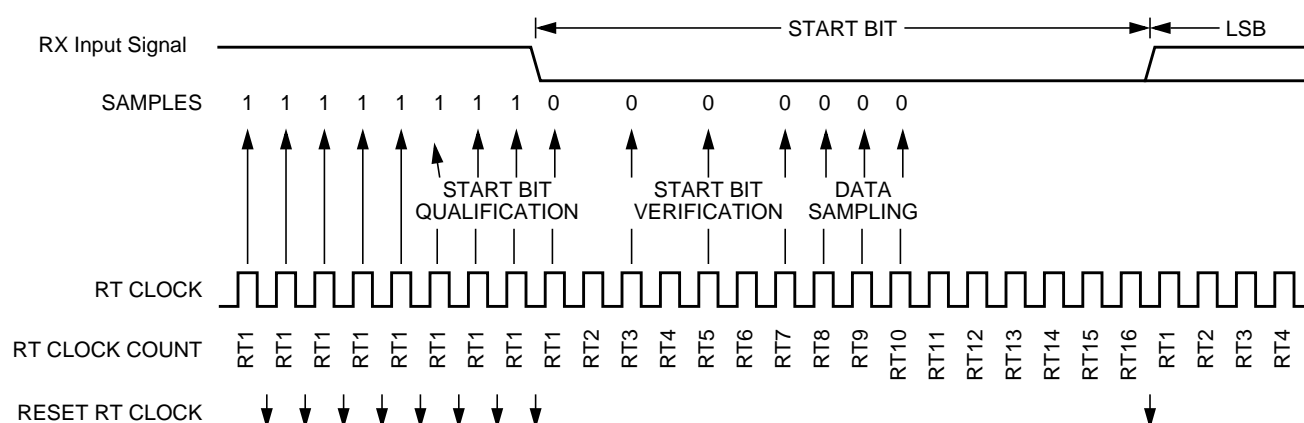 START BIT LSB
RX Input Signal
SAMPLES 1 1 1 1 1 1 1 1 0 0 0 0 0 0 0
START BIT QUALIFICATION
START BIT VERIFICATION
DATA SAMPLING
RT CLOCK
RT CLOCK COUNT RT1 RT1 RT1 RT1 RT1 RT1 RT1 RT1 RT1 RT2 RT3 RT4 RT5 RT6 RT7 RT8 RT9 RT10 RT11 RT12 RT13 RT14 RT15 RT16 RT1 RT2 RT3 RT4
RESET RT CLOCK